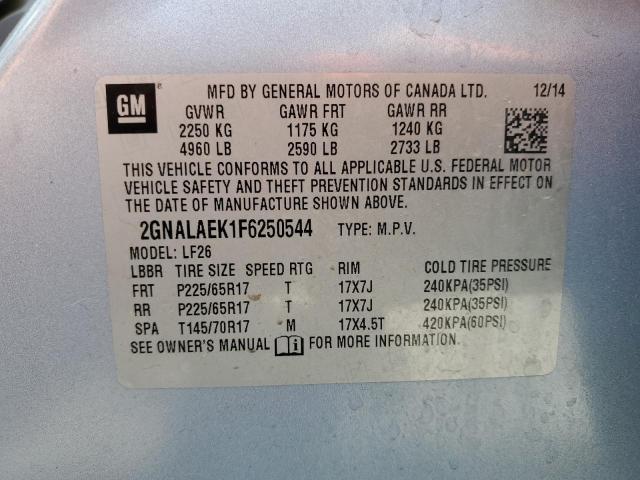 GM
MFD BY GENERAL MOTORS OF CANADA LTD. 12/14
GVWR GAWR FRT GAWR RR
2250 KG 1175 KG 1240 KG
4960 LB 2590 LB 2733 LB
THIS VEHICLE CONFORMS TO ALL APPLICABLE U.S. FEDERAL MOTOR
VEHICLE SAFETY AND THEFT PREVENTION STANDARDS IN EFFECT ON
THE DATE OF MANUFACTURE SHOWN ABOVE.
2GNALAEK1F6250544 TYPE: M.P.V.
MODEL: LF26
LBBR TIRE SIZE SPEED RTG RIM COLD TIRE PRESSURE
FRT P225/65R17 T 17X7J 240KPA(35PSI)
RR P225/65R17 T 17X7J 240KPA(35PSI)
SPA T145/70R17 M 17X4.5T 420KPA(60PSI)
SEE OWNER'S MANUAL FOR MORE INFORMATION.